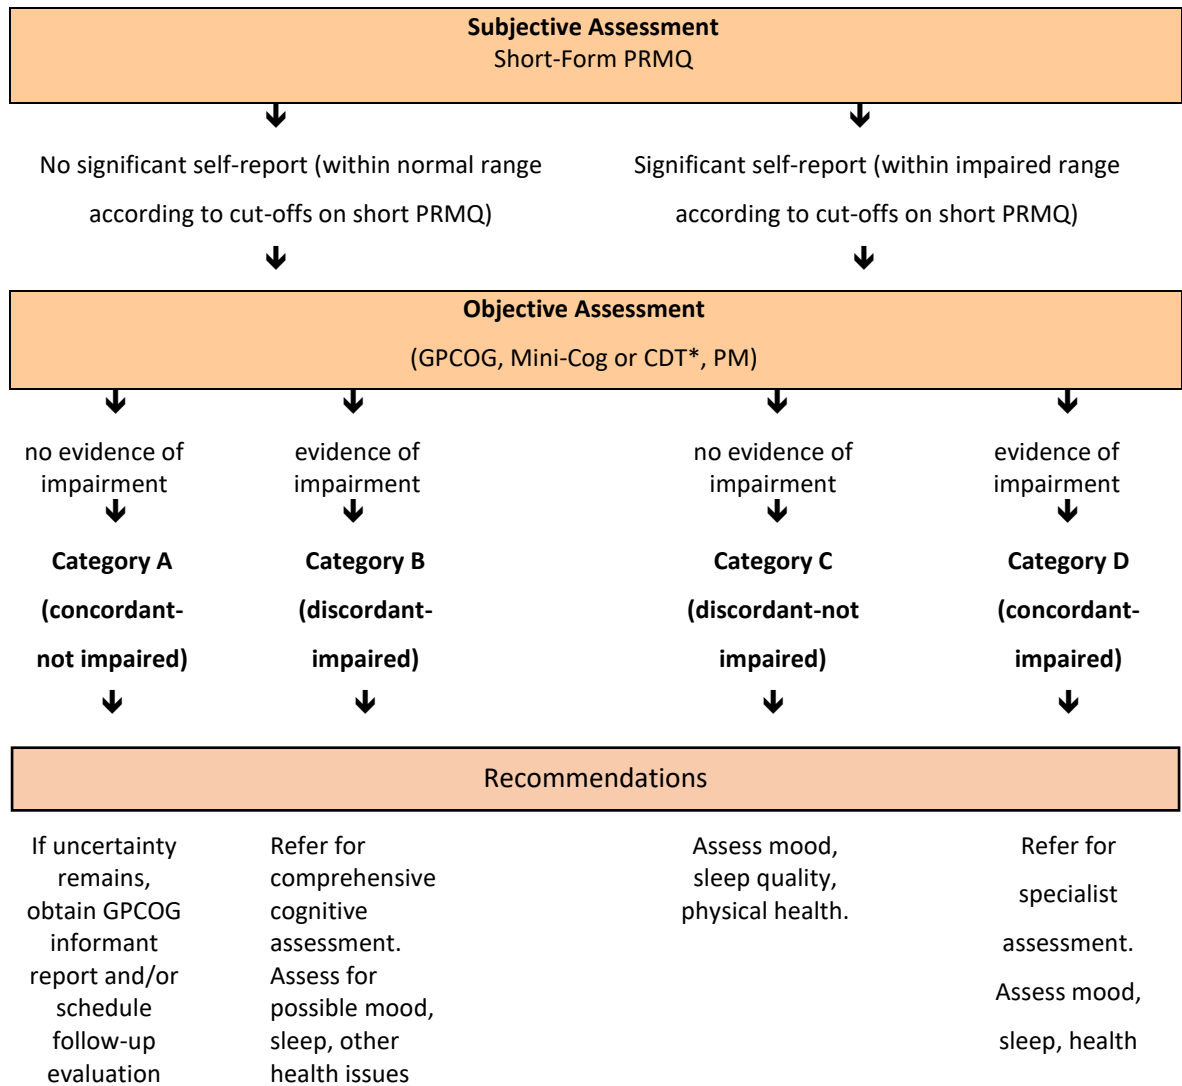 Subjective Assessment
Short-Form PRMQ
No significant self-report (within normal range
according to cut-offs on short PRMQ)
Significant self-report (within impaired range
according to cut-offs on short PRMQ)
Objective Assessment
(GPCOG, Mini-Cog or CDT*, PM)
no evidence of
impairment
evidence of
impairment
no evidence of
impairment
evidence of
impairment
Category A
(concordant-
not impaired)
Category B
(discordant-
impaired)
Category C
(discordant-not
impaired)
Category D
(concordant-
impaired)
Recommendations
If uncertainty
remains,
obtain GPCOG
informant
report and/or
schedule
follow-up
evaluation
Refer for
comprehensive
cognitive
assessment.
Assess for
possible mood,
sleep, other
health issues
Assess mood,
sleep quality,
physical health.
Refer for
specialist
assessment.
Assess mood,
sleep, health